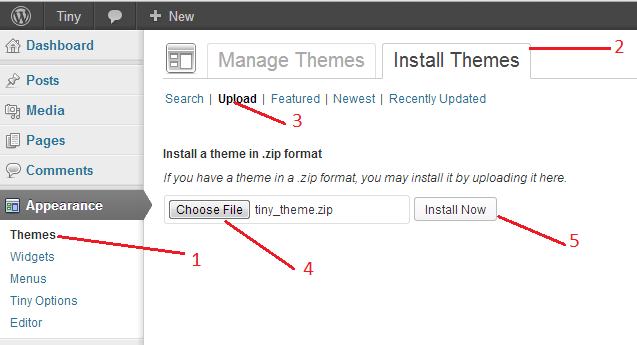 Tiny + New
Dashboard
Posts
Media
Pages
Comments
Appearance
Themes
Widgets
Menus
Tiny Options
Editor
1
Manage Themes Install Themes
2
Search | Upload | Featured | Newest | Recently Updated
3
Install a theme in .zip format
If you have a theme in a .zip format, you may install it by uploading it here.
Choose File tiny_theme.zip Install Now
4
5